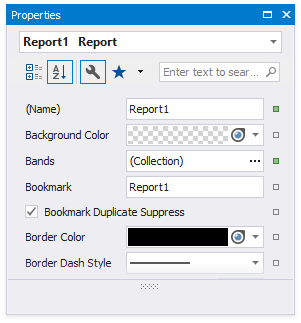 Properties
Report1 Report
A
Z
Enter text to sear...
(Name) Report1
Background Color
Bands (Collection)
Bookmark Report1
Bookmark Duplicate Suppress
Border Color
Border Dash Style